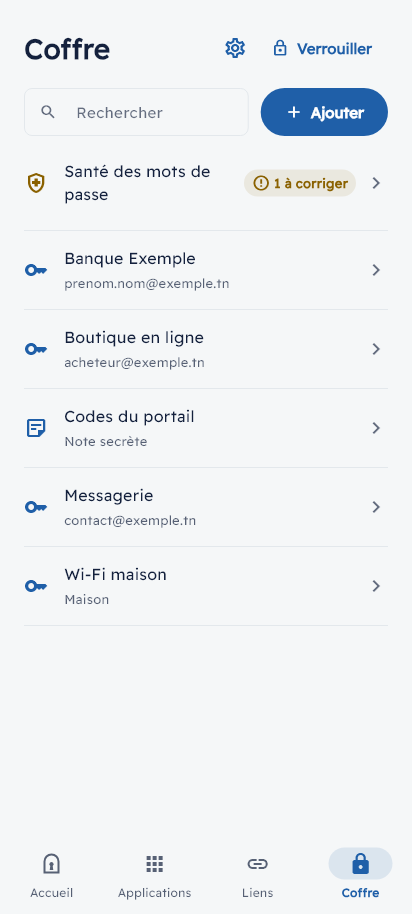 Coffre
Verrouiller
Rechercher
Ajouter
Santé des mots de
passe
1 à corriger
Banque Exemple
prenom.nom@exemple.tn
Boutique en ligne
acheteur@exemple.tn
Codes du portail
Note secrète
Messagerie
contact@exemple.tn
Wi-Fi maison
Maison
Accueil
Applications
Liens
Coffre